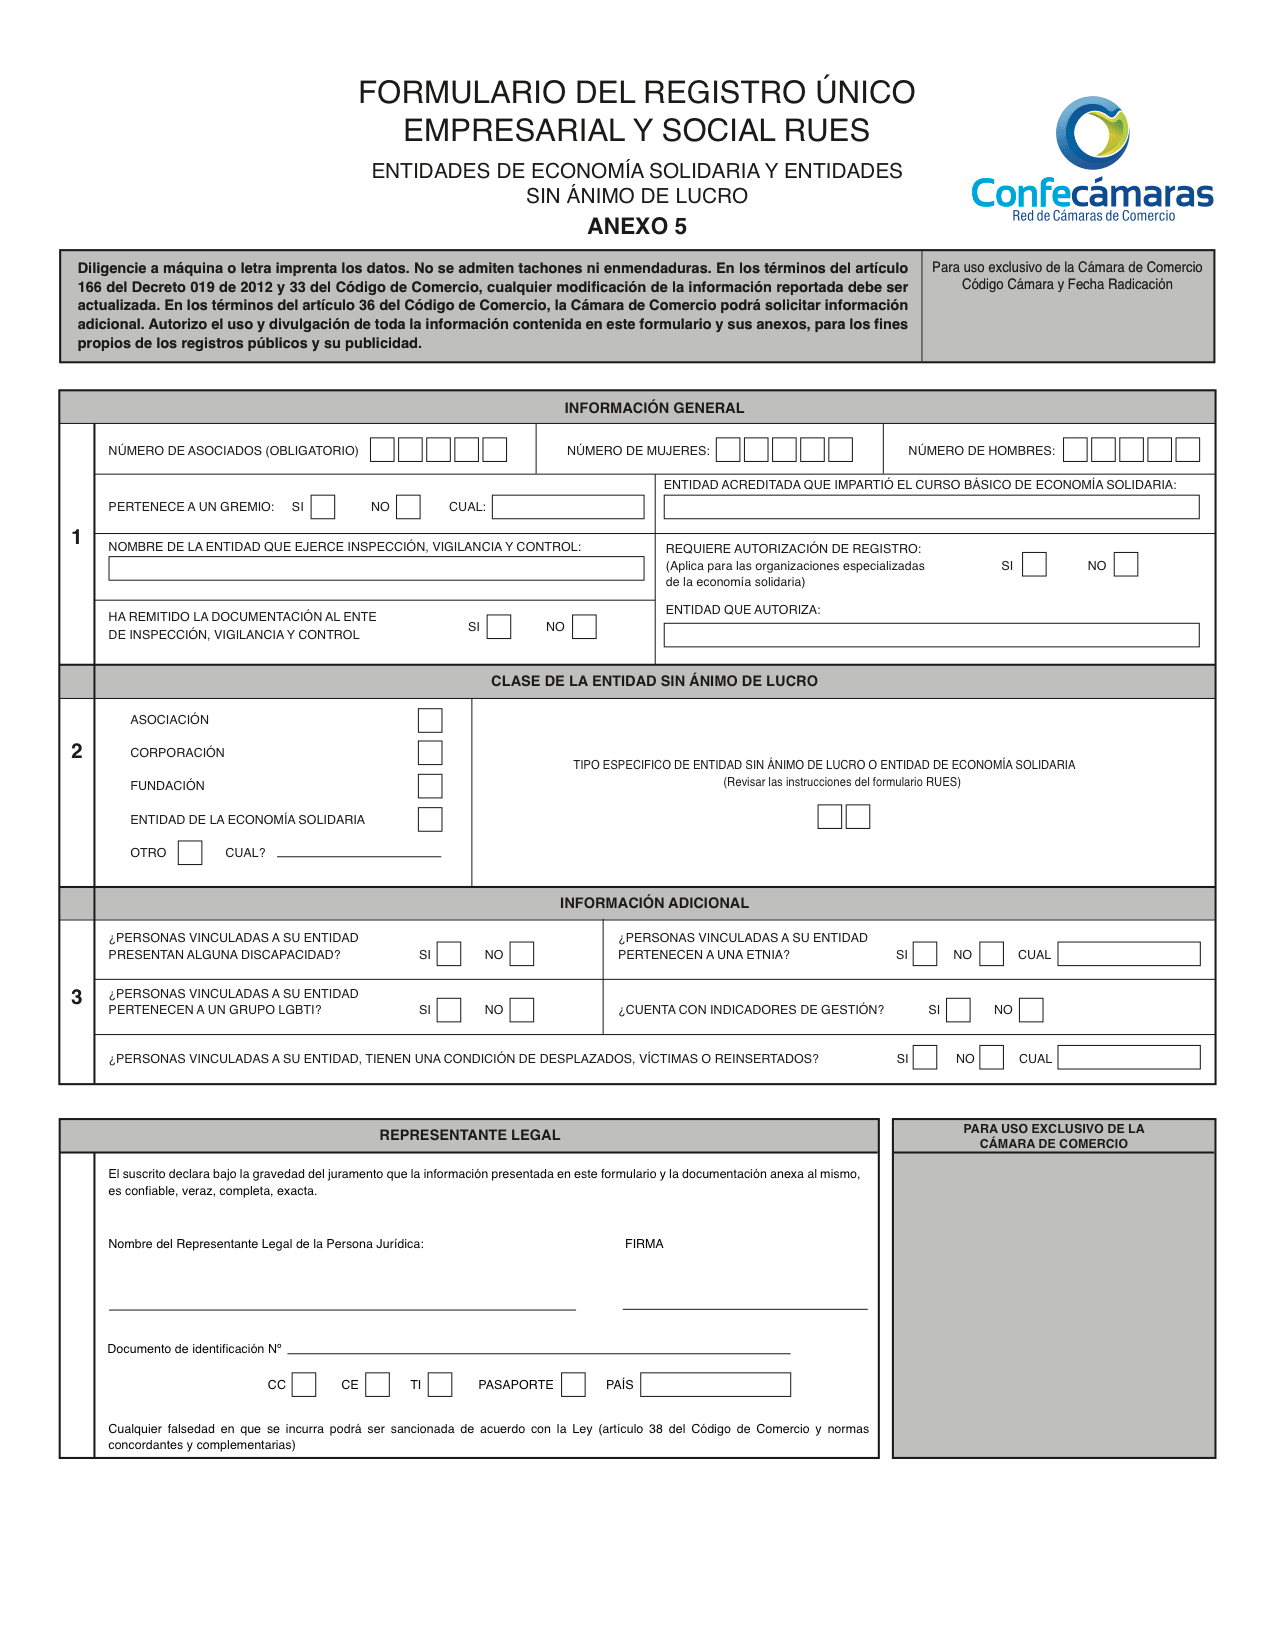 FORMULARIO DEL REGISTRO ÚNICO
EMPRESARIAL Y SOCIAL RUES
ENTIDADES DE ECONOMÍA SOLIDARIA Y ENTIDADES
SIN ÁNIMO DE LUCRO
ANEXO 5
Confecámaras
Red de Cámaras de Comercio
Diligencie a máquina o letra imprenta los datos. No se admiten tachones ni enmendaduras. En los términos del artículo
166 del Decreto 019 de 2012 y 33 del Código de Comercio, cualquier modificación de la información reportada debe ser
actualizada. En los términos del artículo 36 del Código de Comercio, la Cámara de Comercio podrá solicitar información
adicional. Autorizo el uso y divulgación de toda la información contenida en este formulario y sus anexos, para los fines
propios de los registros públicos y su publicidad.
Para uso exclusivo de la Cámara de Comercio
Código Cámara y Fecha Radicación
INFORMACIÓN GENERAL
1
NÚMERO DE ASOCIADOS (OBLIGATORIO)
NÚMERO DE MUJERES:
NÚMERO DE HOMBRES:
PERTENECE A UN GREMIO: SI NO CUAL:
ENTIDAD ACREDITADA QUE IMPARTIÓ EL CURSO BÁSICO DE ECONOMÍA SOLIDARIA:
NOMBRE DE LA ENTIDAD QUE EJERCE INSPECCIÓN, VIGILANCIA Y CONTROL:
REQUIERE AUTORIZACIÓN DE REGISTRO:
(Aplica para las organizaciones especializadas
de la economía solidaria)
SI NO
HA REMITIDO LA DOCUMENTACIÓN AL ENTE
DE INSPECCIÓN, VIGILANCIA Y CONTROL
SI NO
ENTIDAD QUE AUTORIZA:
CLASE DE LA ENTIDAD SIN ÁNIMO DE LUCRO
2
ASOCIACIÓN
CORPORACIÓN
FUNDACIÓN
ENTIDAD DE LA ECONOMÍA SOLIDARIA
OTRO CUAL?
TIPO ESPECIFICO DE ENTIDAD SIN ÁNIMO DE LUCRO O ENTIDAD DE ECONOMÍA SOLIDARIA
(Revisar las instrucciones del formulario RUES)
INFORMACIÓN ADICIONAL
3
¿PERSONAS VINCULADAS A SU ENTIDAD
PRESENTAN ALGUNA DISCAPACIDAD? SI NO
¿PERSONAS VINCULADAS A SU ENTIDAD
PERTENECEN A UNA ETNIA? SI NO CUAL
¿PERSONAS VINCULADAS A SU ENTIDAD
PERTENECEN A UN GRUPO LGBTI? SI NO
¿CUENTA CON INDICADORES DE GESTIÓN? SI NO
¿PERSONAS VINCULADAS A SU ENTIDAD, TIENEN UNA CONDICIÓN DE DESPLAZADOS, VÍCTIMAS O REINSERTADOS? SI NO CUAL
REPRESENTANTE LEGAL
El suscrito declara bajo la gravedad del juramento que la información presentada en este formulario y la documentación anexa al mismo,
es confiable, veraz, completa, exacta.
Nombre del Representante Legal de la Persona Jurídica: FIRMA
Documento de identificación Nº
CC CE TI PASAPORTE PAÍS
Cualquier falsedad en que se incurra podrá ser sancionada de acuerdo con la Ley (artículo 38 del Código de Comercio y normas
concordantes y complementarias)
PARA USO EXCLUSIVO DE LA
CÁMARA DE COMERCIO